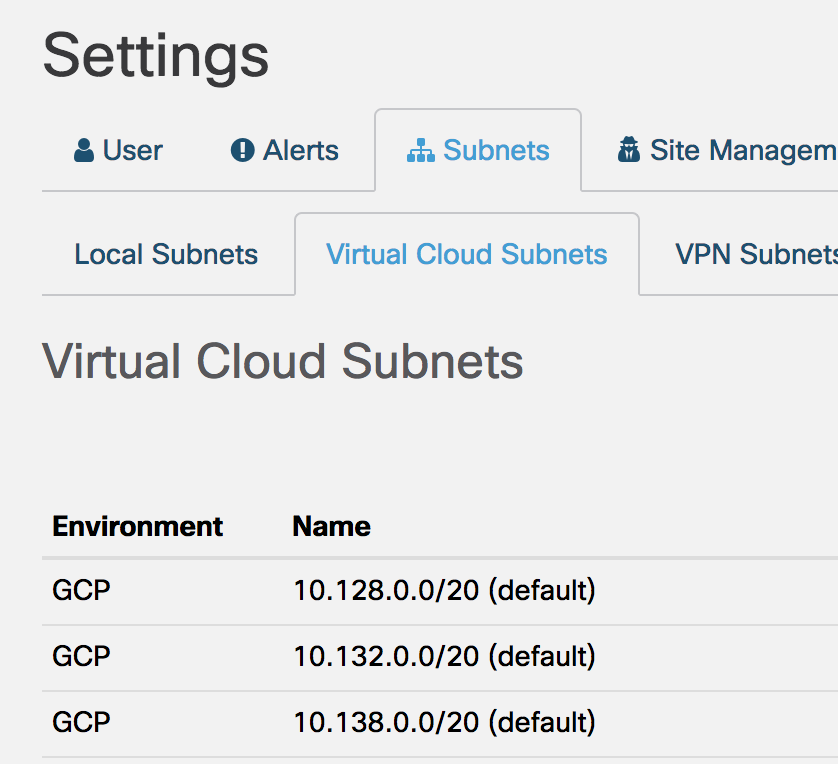 Settings
User Alerts Subnets Site Managem
Local Subnets Virtual Cloud Subnets VPN Subnets
Virtual Cloud Subnets
Environment Name
GCP 10.128.0.0/20 (default)
GCP 10.132.0.0/20 (default)
GCP 10.138.0.0/20 (default)